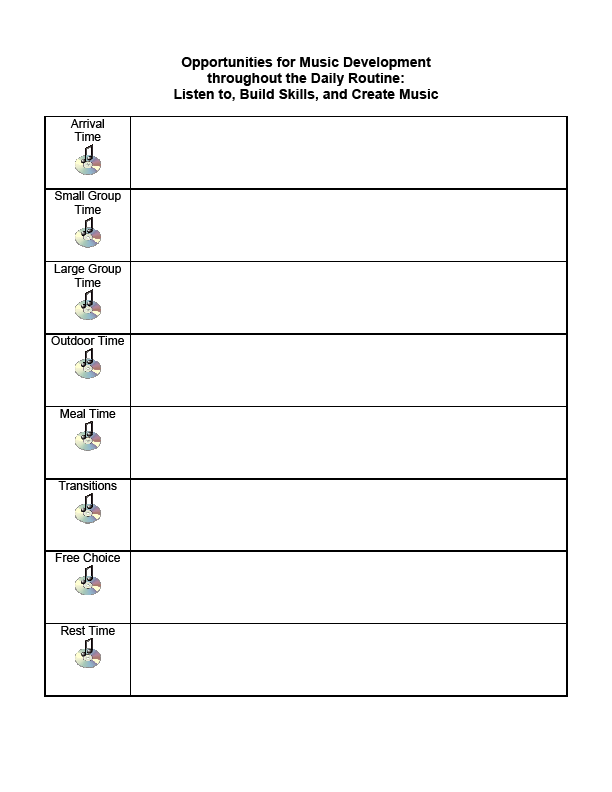 Opportunities for Music Development
throughout the Daily Routine:
Listen to, Build Skills, and Create Music
Arrival
Time
Small Group
Time
Large Group
Time
Outdoor Time
Meal Time
Transitions
Free Choice
Rest Time